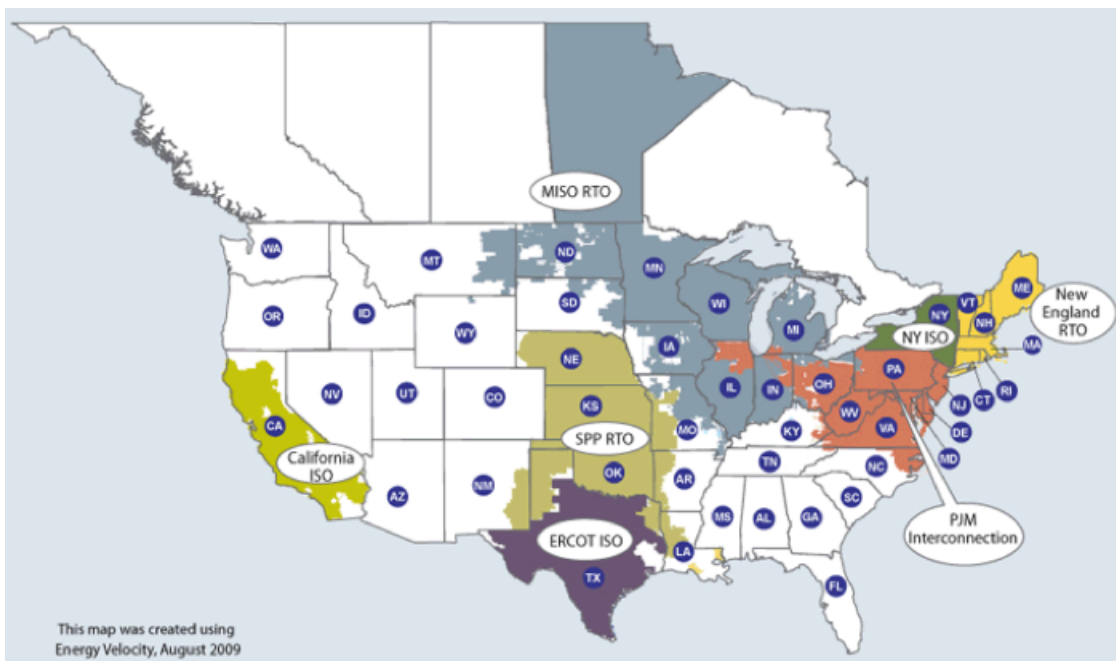 MISO RTO
WA
MT
ND
MN
ME
VT
New
England
RTO
OR
ID
SD
WI
MI
NY
NH
NY ISO
MA
WY
IA
NE
PA
RI
NV
UT
CO
IL
IN
OH
NJ
CT
KS
WV
VA
DE
CA
SPP RTO
MO
KY
MD
California
ISO
TN
NC
AZ
NM
OK
AR
SC
MS
AL
GA
PJM
Interconnection
ERCOT ISO
LA
TX
FL
This map was created using
Energy Velocity, August 2009